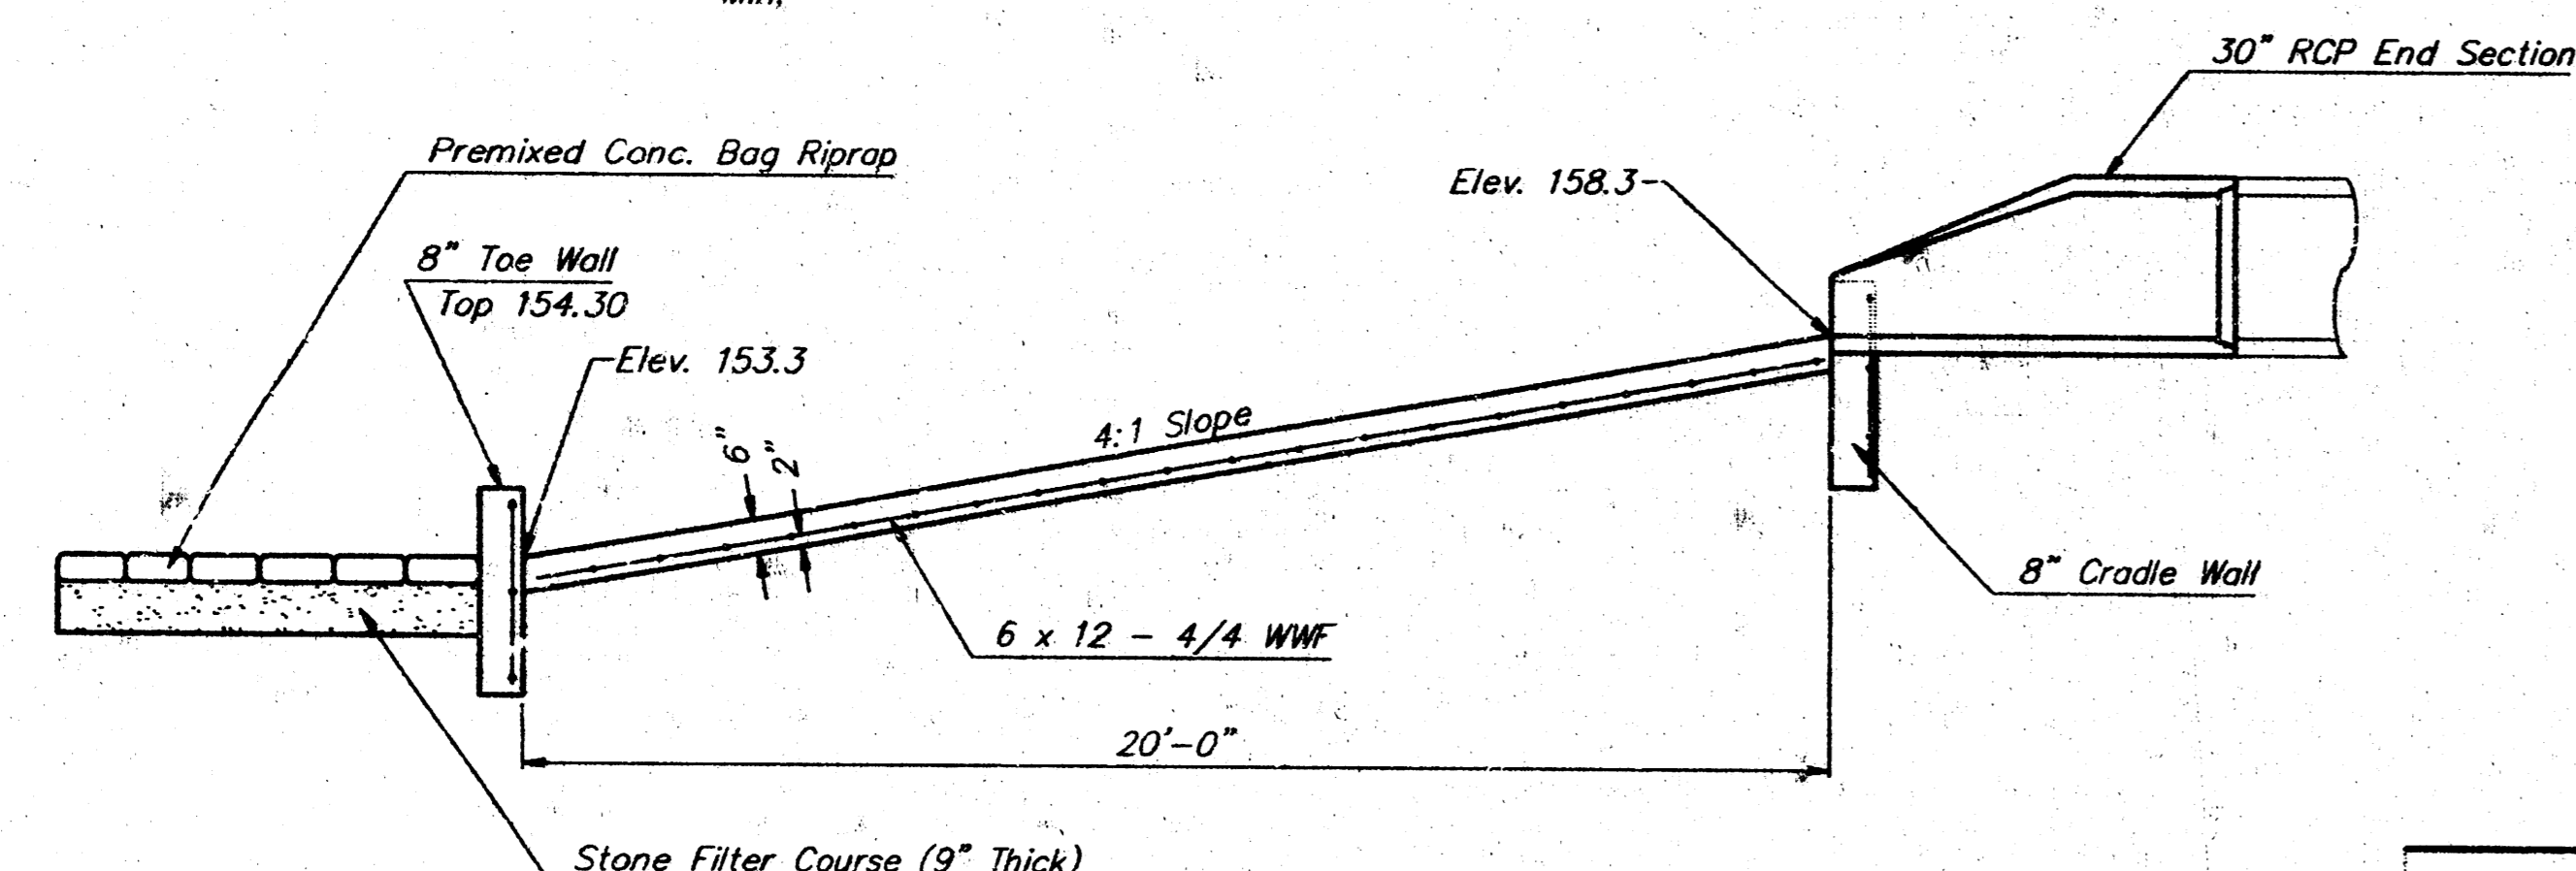 30" RCP End Section
Premixed Conc. Bag Riprap
Elev. 158.3
8" Toe Wall
Top 154.30
Elev. 153.3
4:1 Slope
6"
2"
8" Cradle Wall
6 x 12 - 4/4 WWF
20'-0"
Stone Filter Course (9" Thick)